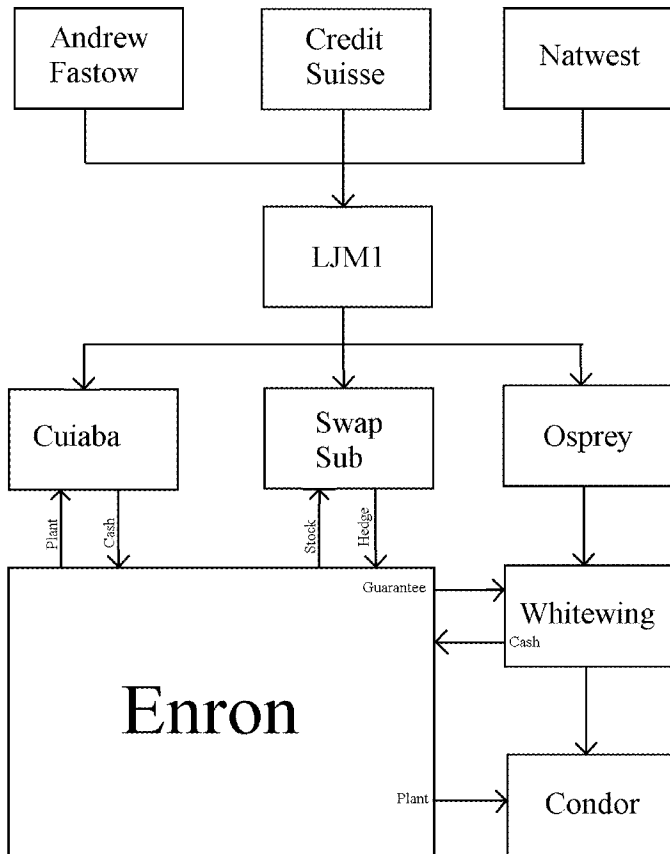 Andrew
Fastow
Credit
Suisse
Natwest
LJM1
Cuiaba
Swap
Sub
Osprey
Plant
Cash
Stock
Hedge
Guarantee
Whitewing
Cash
Enron
Plant
Condor